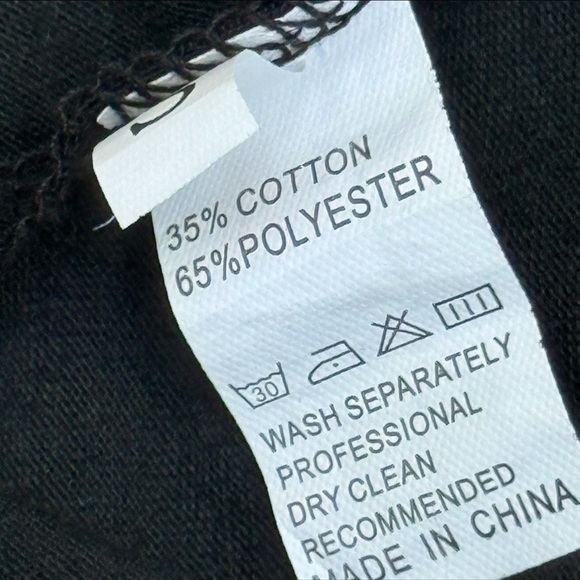 35% COTTON
65%POLYESTER
30
WASH SEPARATELY
PROFESSIONAL
DRY CLEAN
RECOMMENDED
MADE IN CHINA